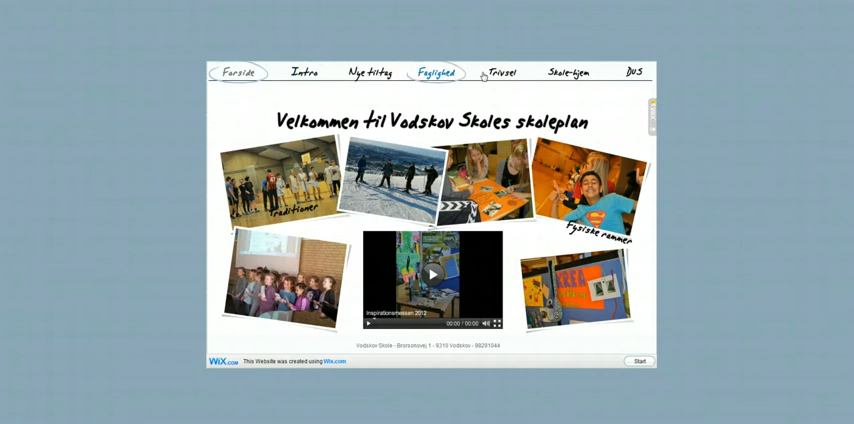 Forside Intro Nye tiltag Faglighed Trivsel Skole-hjem DUS
Velkommen til Vodskov Skoles skoleplan
Traditioner
Fysiske rammer
KREA
Inspirationsmessen 2012
00:00 / 00:00
Vodskov Skole - Brorsonsvej 1 - 9310 Vodskov - 98291044
WiX.COM This Website was created using Wix.com Start